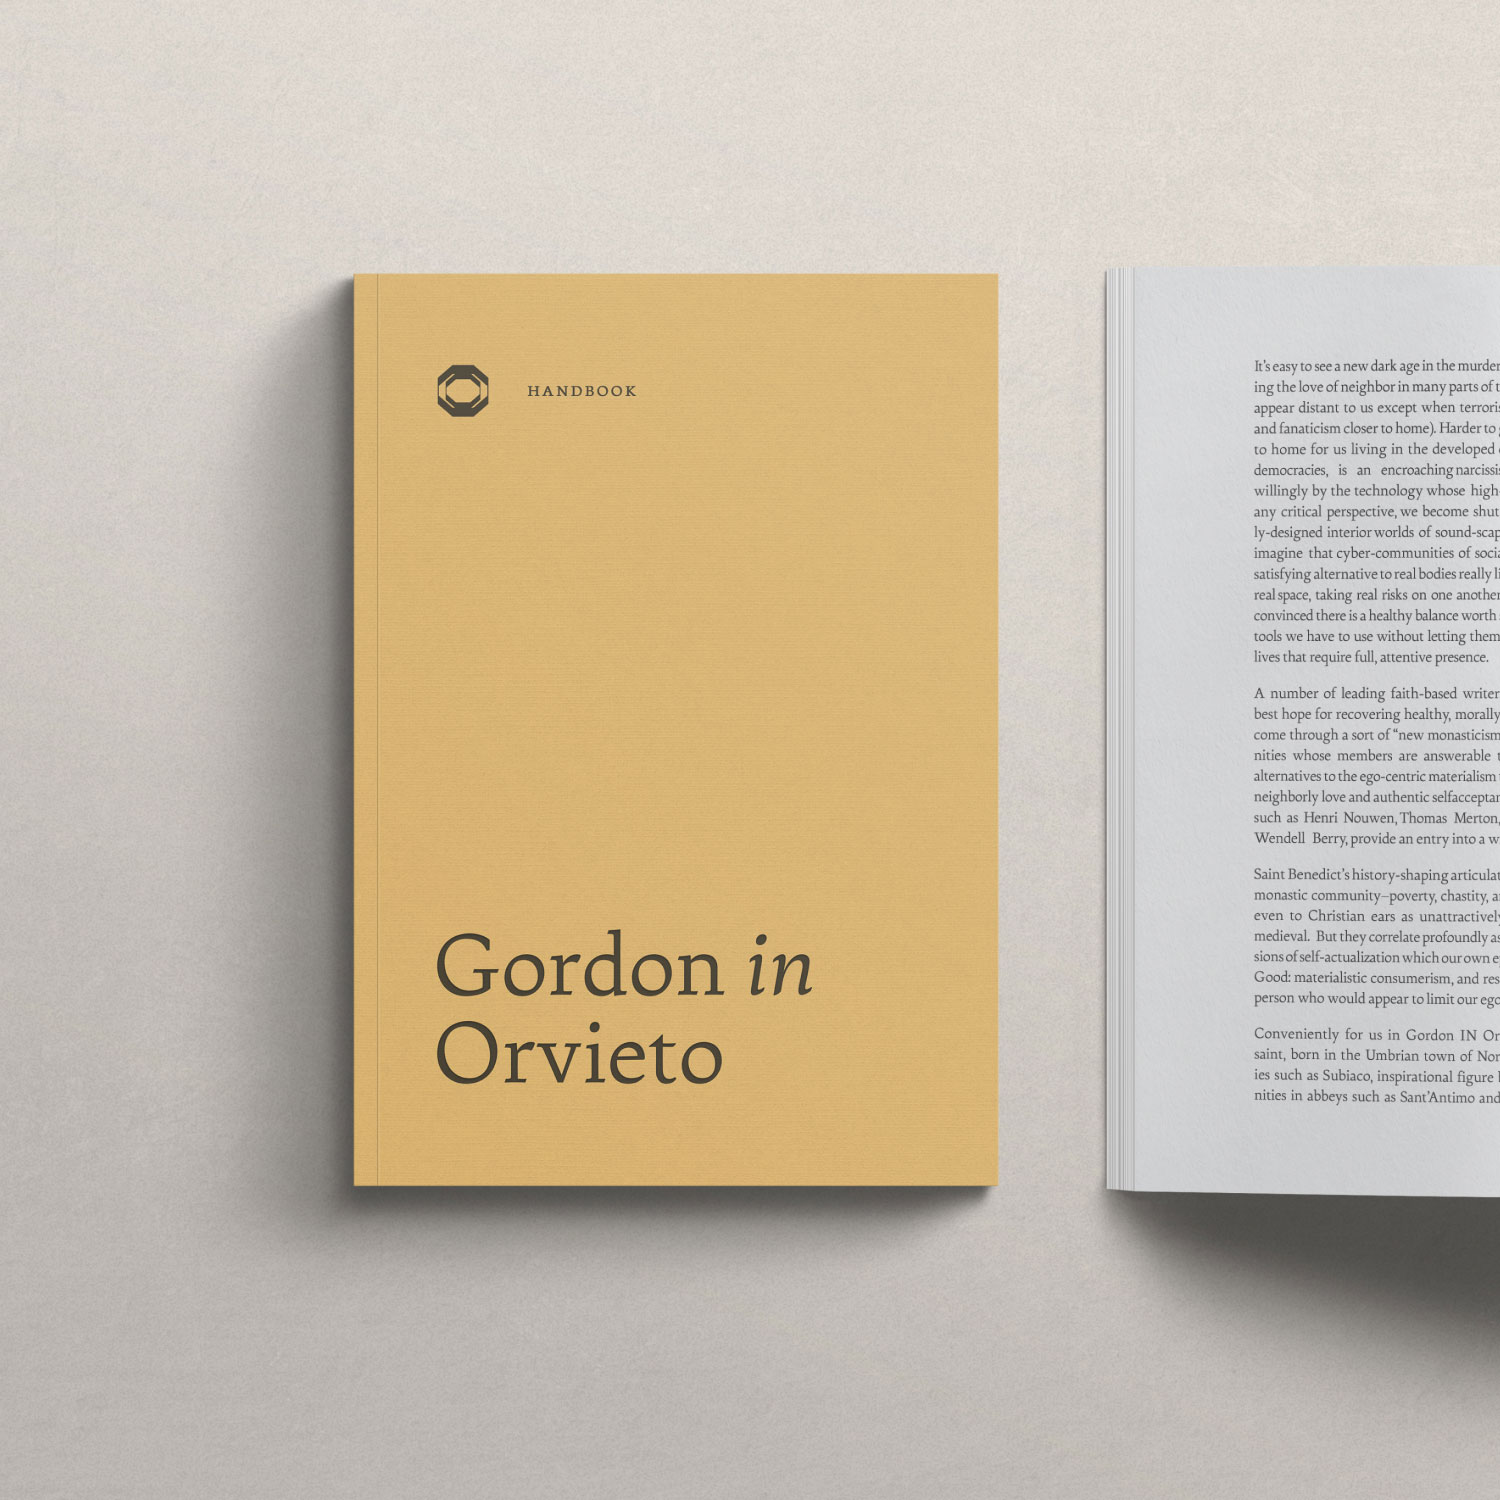 HANDBOOK
Gordon in
Orvieto
It's easy to see a new dark age in the murder
ing the love of neighbor in many parts of t
appear distant to us except when terroris
and fanaticism closer to home). Harder to
to home for us living in the developed
democracies, is an encroaching narcissis
willingly by the technology whose high-
any critical perspective, we become shut
ly-designed interior worlds of sound-scap
imagine that cyber-communities of socia
satisfying alternative to real bodies really li
real space, taking real risks on one another
convinced there is a healthy balance worth
tools we have to use without letting them
lives that require full, attentive presence.
A number of leading faith-based writer
best hope for recovering healthy, morally
come through a sort of “new monasticism
nities whose members are answerable t
alternatives to the ego-centric materialism
neighborly love and authentic selfacceptan
such as Henri Nouwen, Thomas Merton,
Wendell Berry, provide an entry into a w
Saint Benedict's history-shaping articulat
monastic community–poverty, chastity, a
even to Christian ears as unattractively
medieval. But they correlate profoundly as
sions of self-actualization which our own e
Good: materialistic consumerism, and res
person who would appear to limit our ego
Conveniently for us in Gordon IN Or
saint, born in the Umbrian town of Nor
ies such as Subiaco, inspirational figure
nities in abbeys such as Sant'Antimo and